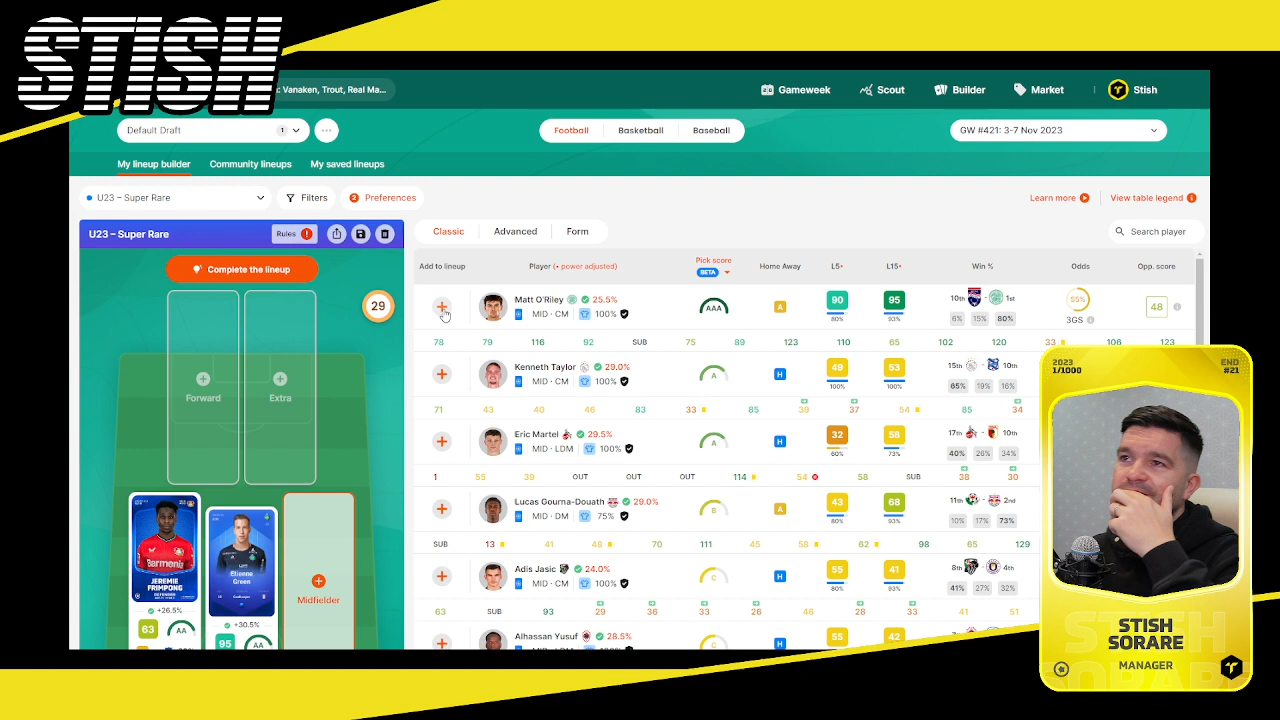 STISH
: Vanaken, Trout, Real Ma...
Gameweek
Scout
Builder
Market
Stish
Default Draft 1
Football Basketball Baseball
GW #421: 3-7 Nov 2023
My lineup builder Community lineups My saved lineups
U23 – Super Rare
Filters
2 Preferences
Learn more
View table legend
U23 – Super Rare
Rules
Complete the lineup
29
Forward
Extra
JEREMIE
FRIMPONG
DEFENDER
+26.5%
63 AA
Etienne
Green
Goalkeeper
+30.5%
95 AA
Midfielder
Classic Advanced Form
Search player
Add to lineup Player (• power adjusted) Pick score BETA Home Away L5• L15• Win % Odds Opp. score
Matt O'Riley 25.5%
MID · CM 100%
AAA A 90 80% 95 93% 10th - 1st 6% 15% 80% 55% 3GS 48
78 79 116 92 SUB 75 89 123 110 65 102 120 33 106 123
Kenneth Taylor 29.0%
MID · CM 100%
A H 49 100% 53 100% 15th - 10th 65% 19% 16%
71 43 40 46 83 33 85 39 37 54 85 34
Eric Martel 29.5%
MID · LDM 100%
A H 32 60% 58 73% 17th - 10th 40% 26% 34%
1 55 39 OUT OUT OUT 114 54 58 SUB 38 30
Lucas Gourna-Douath 29.0%
MID · DM 75%
B A 43 80% 68 93% 11th - 2nd 10% 17% 73%
SUB 13 41 48 70 111 45 58 62 98 65 129
Adis Jasic 24.0%
MID · CM 100%
C H 55 80% 41 93% 8th - 4th 41% 27% 32%
63 SUB 93 29 36 33 26 46 28 33 41 51
Alhassan Yusuf 28.5%
C H 55 42
2023
1/1000
END
#21
STISH
SORARE
MANAGER